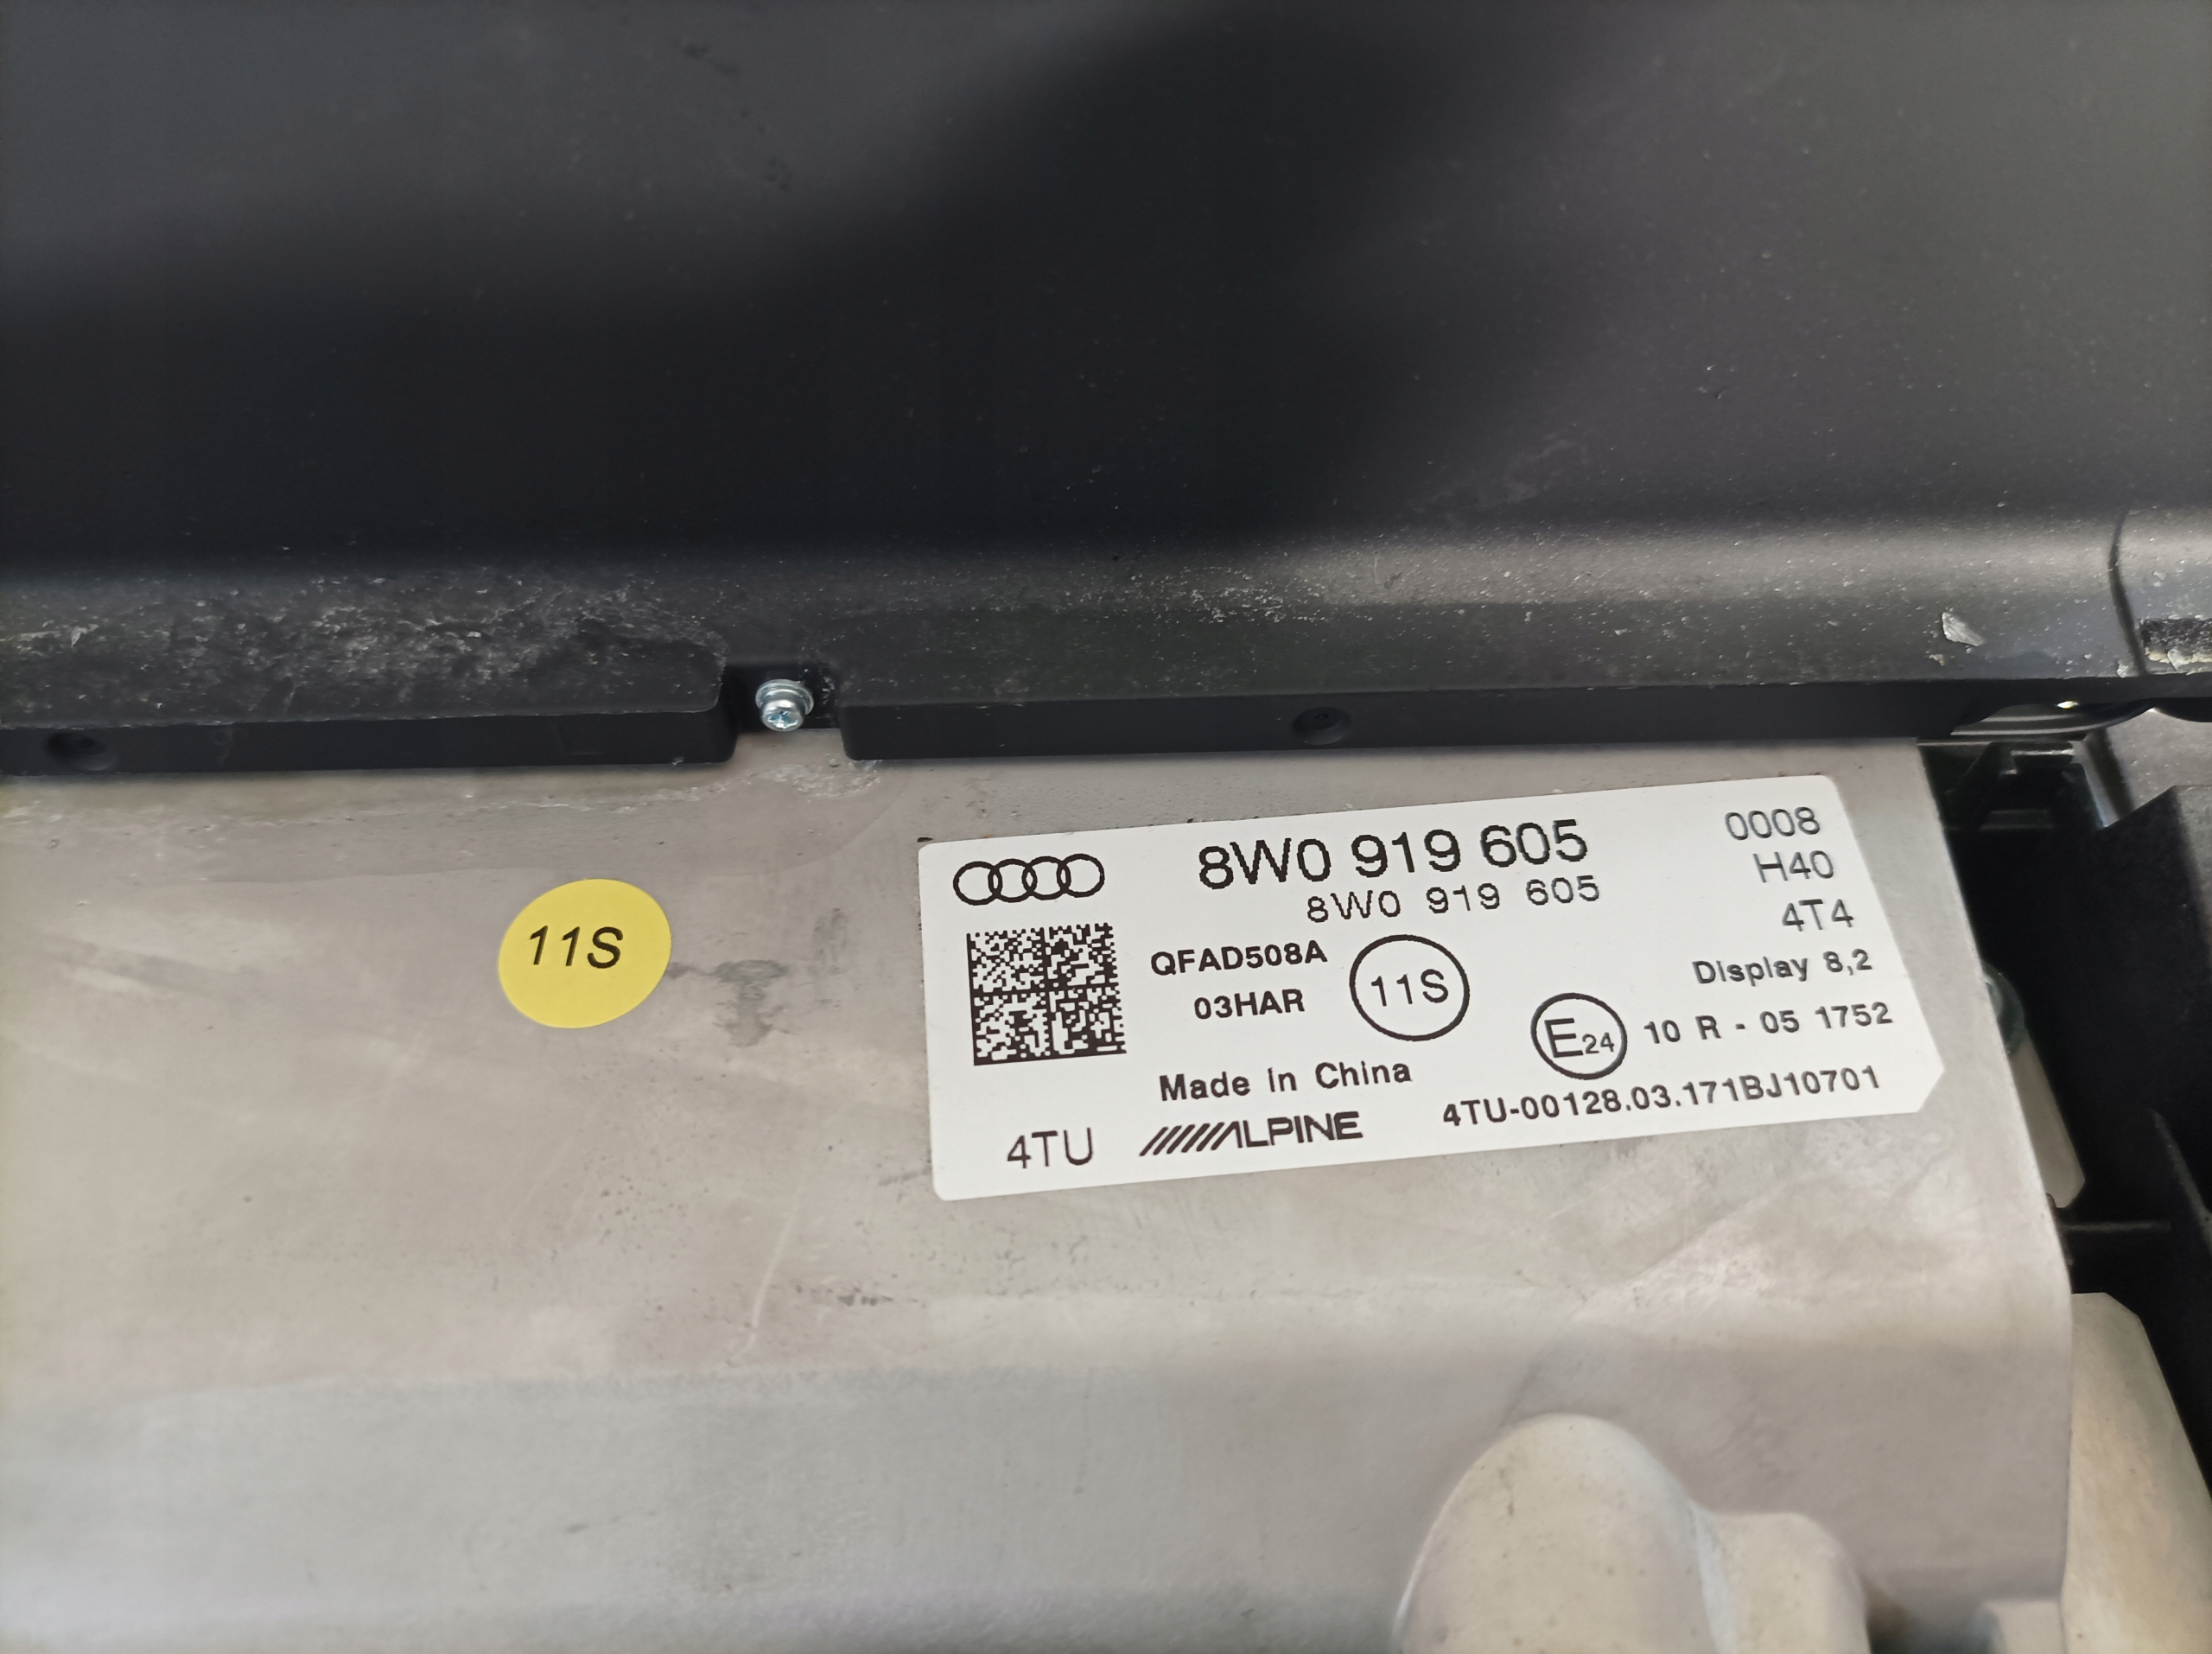 11S
8W0 919 605
8W0 919 605
0008
H40
4T4
QFAD508A
03HAR
11S
Display 8,2
E24 10 R - 05 1752
Made in China
4TU-00128.03.171BJ10701
4TU
ALPINE